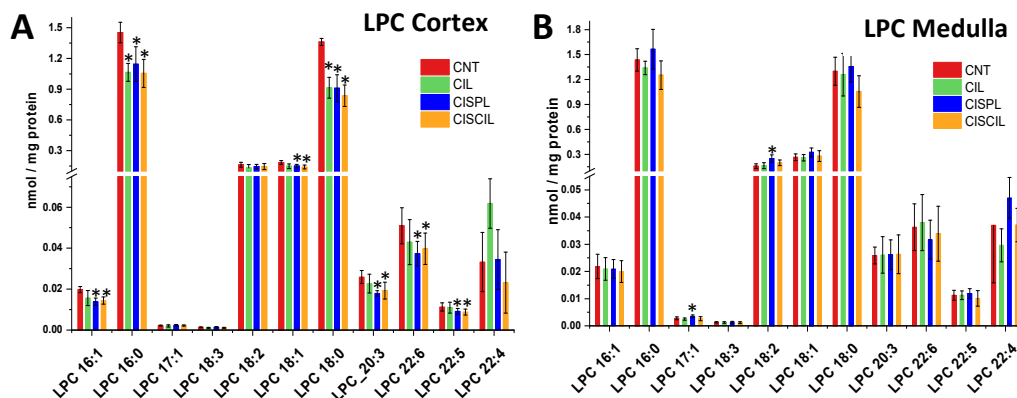 A
LPC Cortex
nmol / mg protein
1.5
1.2
0.9
0.6
0.3
0.06
0.04
0.02
0.00
CNT
CIL
CISPL
CISCIL
* * *
* *
* * *
* *
* *
* *
* *
LPC 16:1
LPC 16:0
LPC 17:1
LPC 18:3
LPC 18:2
LPC 18:1
LPC 18:0
LPC_20:3
LPC 22:6
LPC 22:5
LPC 22:4
B
LPC Medulla
nmol / mg protein
1.8
1.5
1.2
0.9
0.6
0.3
0.05
0.04
0.03
0.02
0.01
0.00
CNT
CIL
CISPL
CISCIL
*
*
LPC 16:1
LPC 16:0
LPC 17:1
LPC 18:3
LPC 18:2
LPC 18:1
LPC 18:0
LPC 20:3
LPC 22:6
LPC 22:5
LPC 22:4